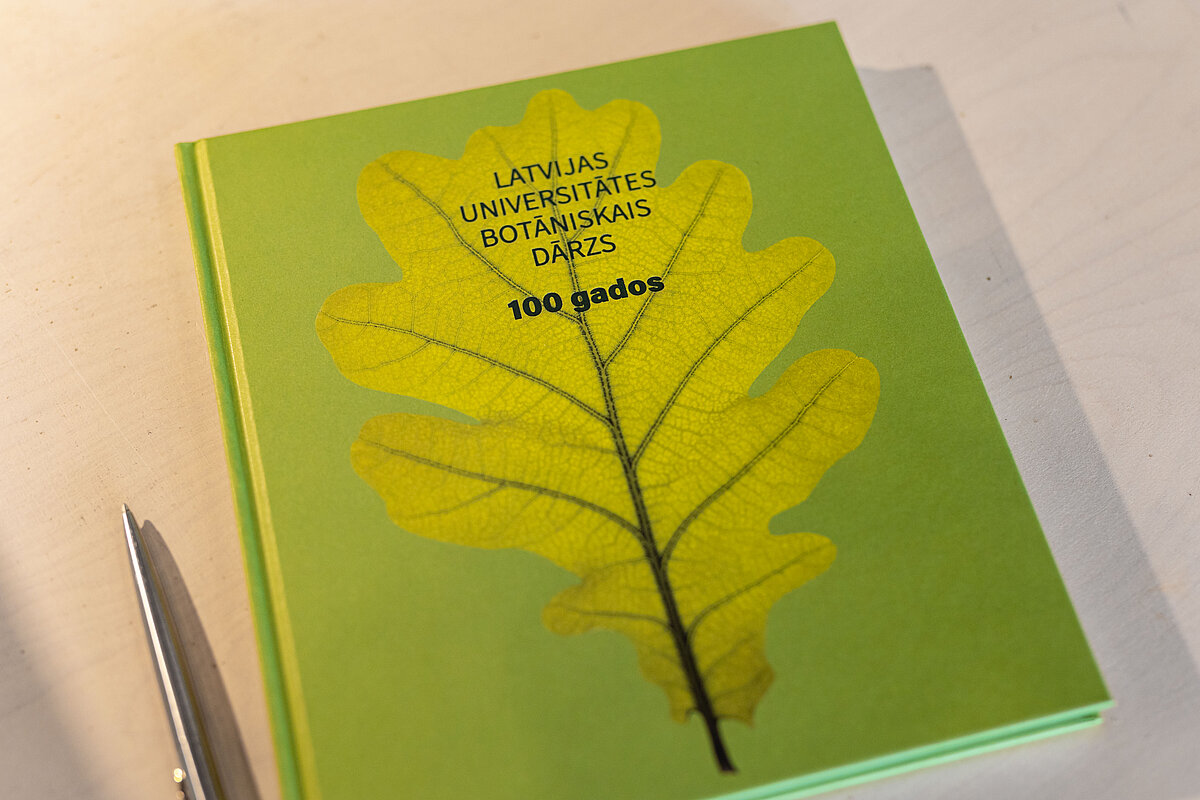 LATVIJAS
UNIVERSITĀTES
BOTĀNISKAIS
DĀRZS
100 gados